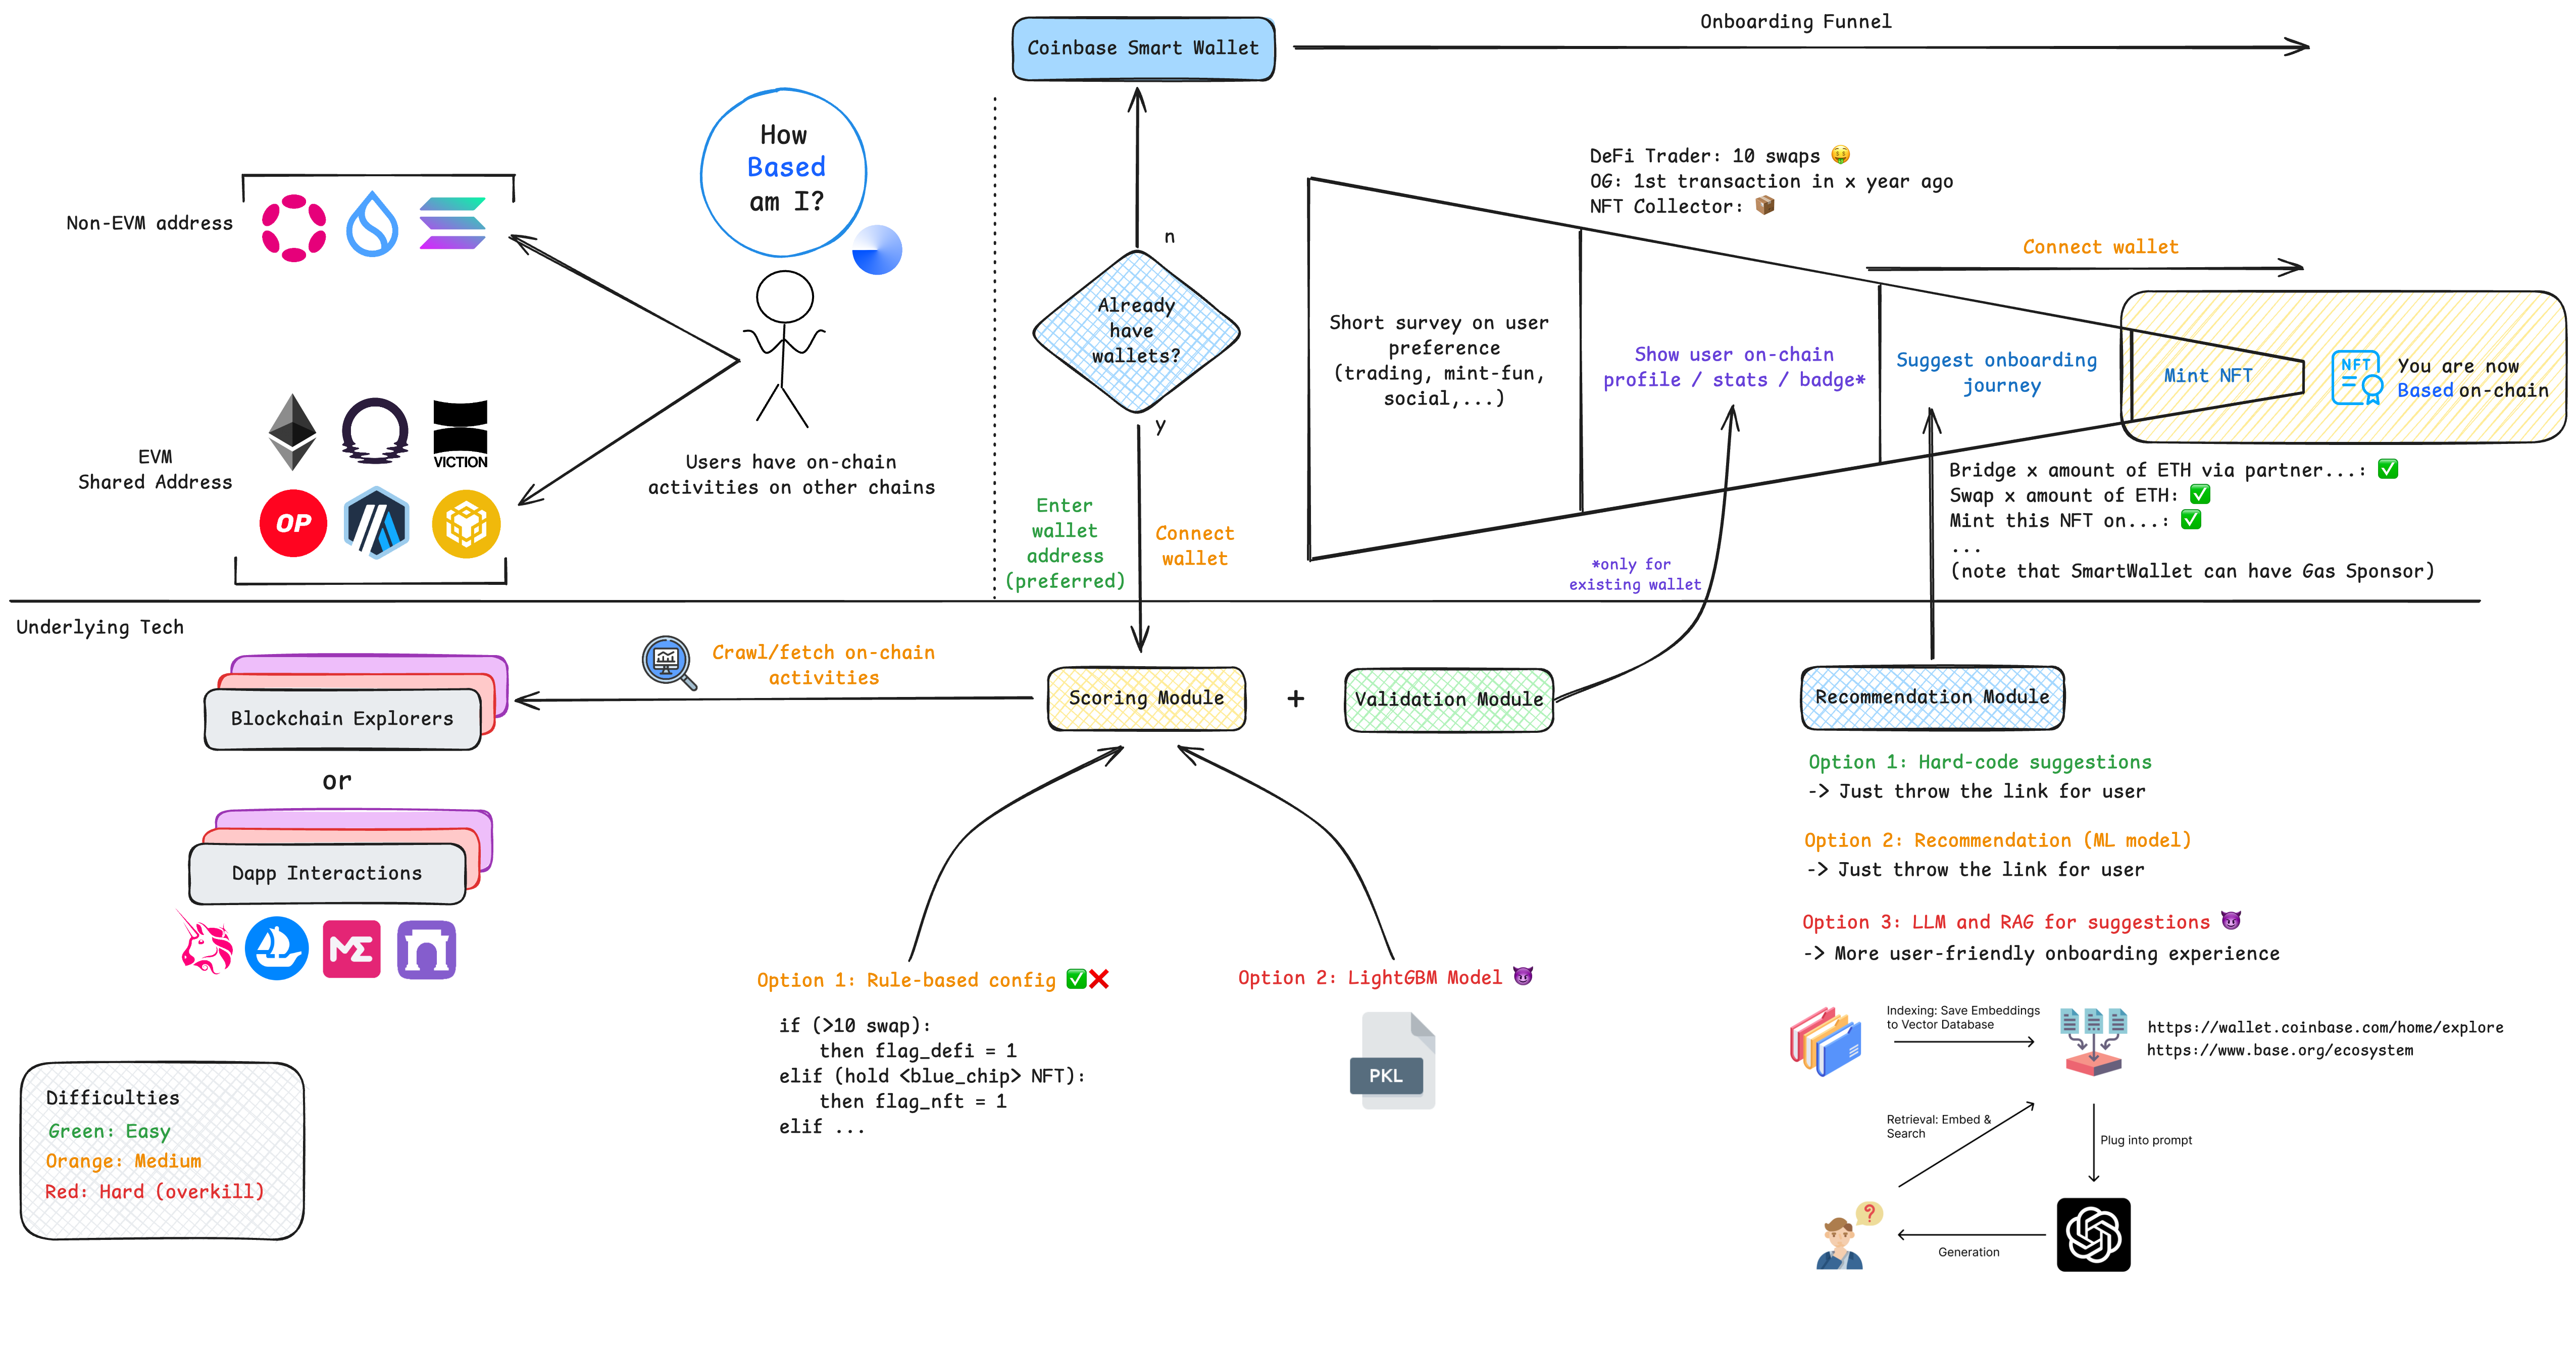 Coinbase Smart Wallet
Onboarding Funnel
How
Based
am I?
Non-EVM address
EVM
Shared Address
VICTION
OP
Users have on-chain
activities on other chains
n
Already
have
wallets?
y
Enter
wallet
address
(preferred)
Connect
wallet
DeFi Trader: 10 swaps 🤑
OG: 1st transaction in x year ago
NFT Collector: 📦
Connect wallet
Short survey on user
preference
(trading, mint-fun,
social,...)
Show user on-chain
profile / stats / badge*
Suggest onboarding
journey
Mint NFT
NFT
You are now
Based on-chain
*only for
existing wallet
Bridge x amount of ETH via partner...: ✅
Swap x amount of ETH: ✅
Mint this NFT on...: ✅
...
(note that SmartWallet can have Gas Sponsor)
Underlying Tech
Crawl/fetch on-chain
activities
Blockchain Explorers
or
Dapp Interactions
ME
Scoring Module
+
Validation Module
Recommendation Module
Option 1: Rule-based config ✅❌
if (>10 swap):
then flag_defi = 1
elif (hold <blue_chip> NFT):
then flag_nft = 1
elif ...
Option 2: LightGBM Model 😈
PKL
Option 1: Hard-code suggestions
-> Just throw the link for user
Option 2: Recommendation (ML model)
-> Just throw the link for user
Option 3: LLM and RAG for suggestions 😈
-> More user-friendly onboarding experience
Indexing: Save Embeddings
to Vector Database
https://wallet.coinbase.com/home/explore
https://www.base.org/ecosystem
Retrieval: Embed &
Search
Plug into prompt
?
Generation
Difficulties
Green: Easy
Orange: Medium
Red: Hard (overkill)